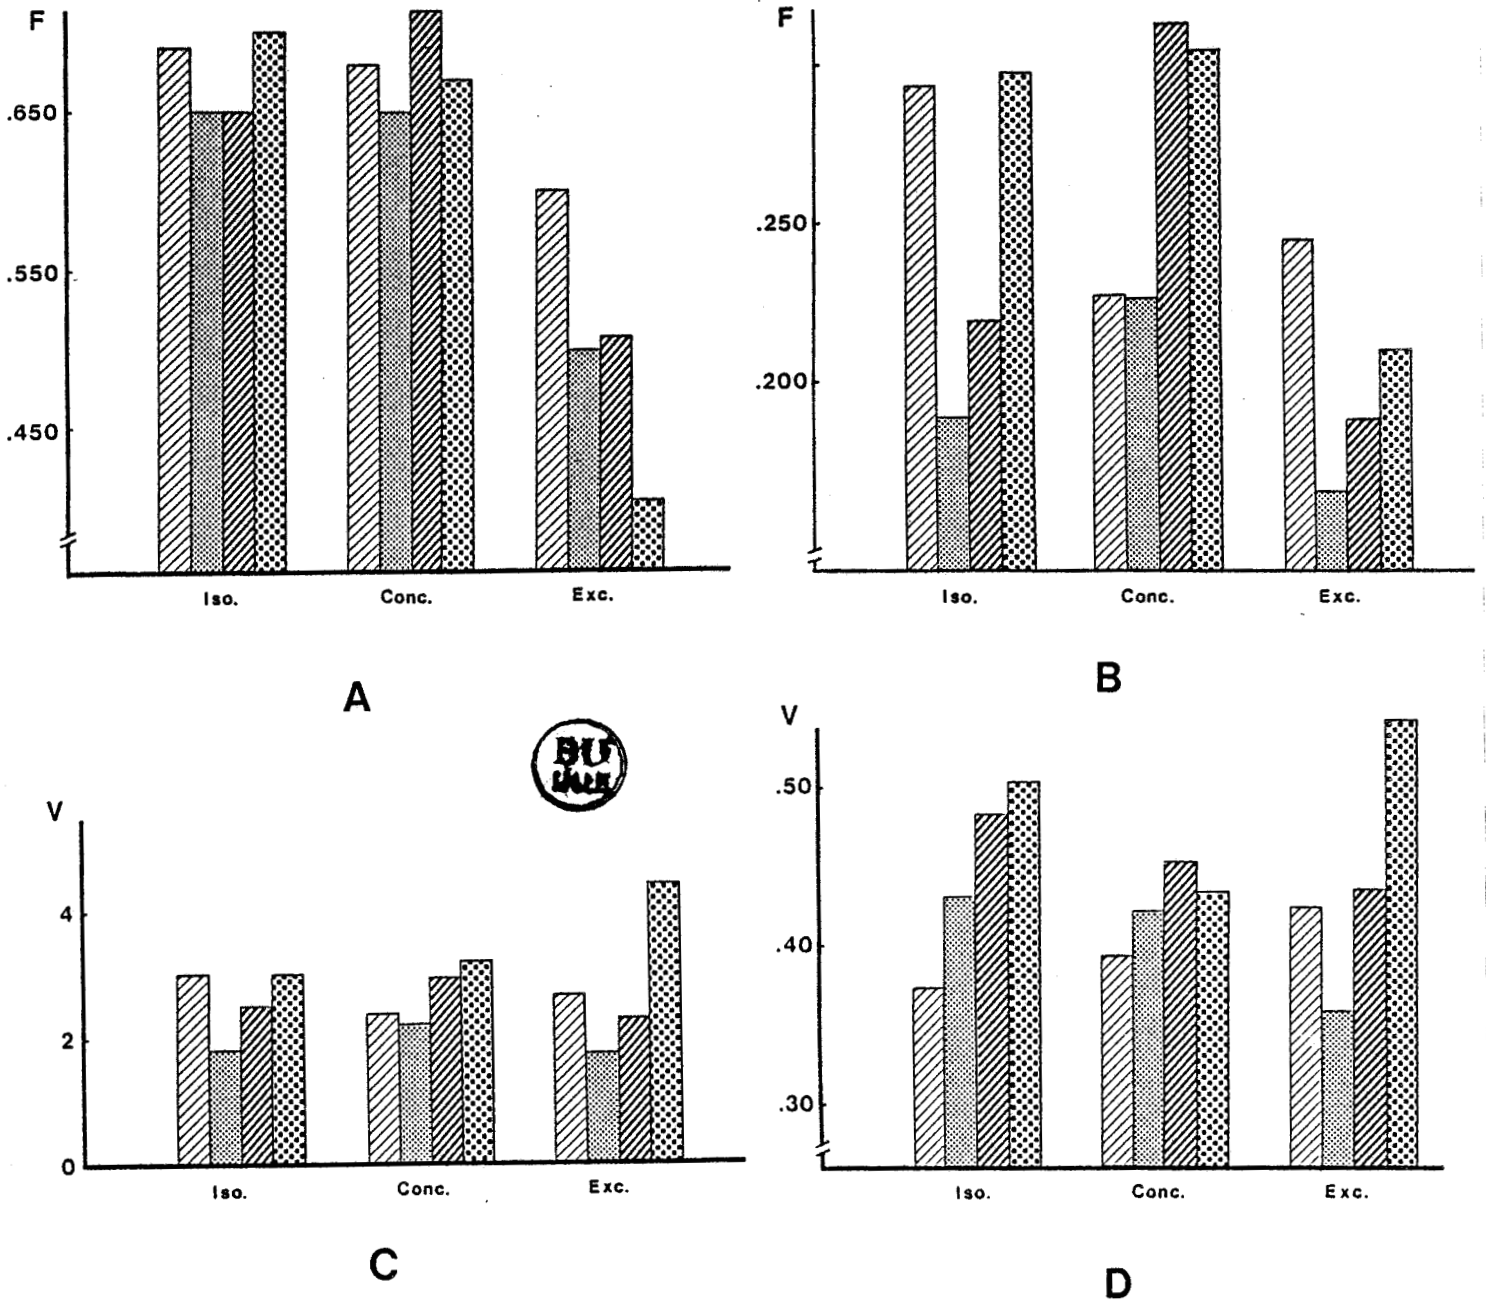 F
.650
.550
.450
Iso. Conc. Exc.
A
F
.250
.200
Iso. Conc. Exc.
B
V
4
2
0
Iso. Conc. Exc.
C
V
.50
.40
.30
Iso. Conc. Exc.
D